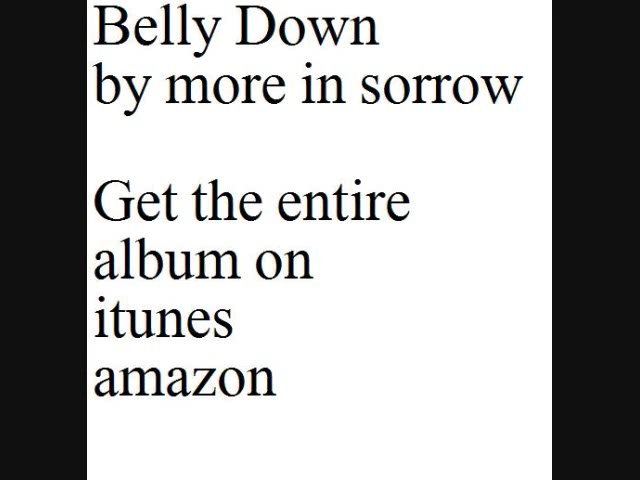 Belly Down
by more in sorrow
Get the entire
album on
itunes
amazon